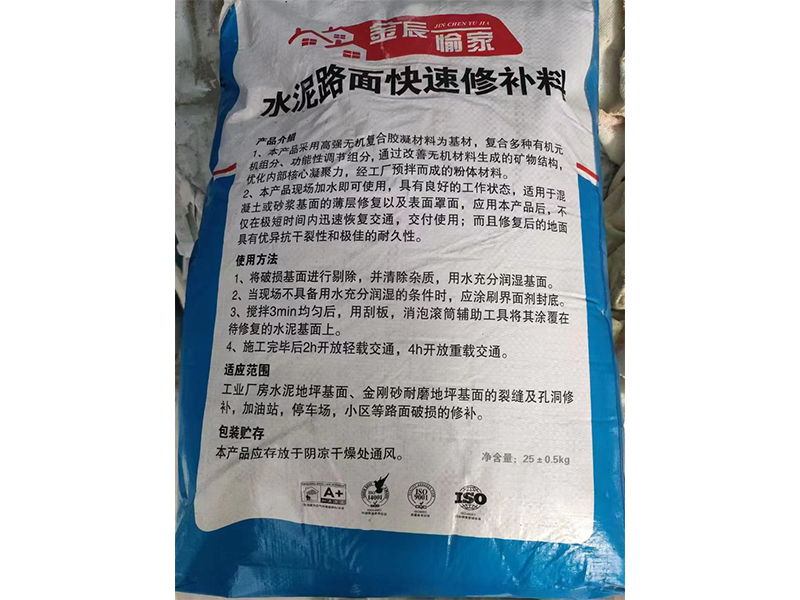 金辰
JIN CHEN YU JIA
愉家
水泥路面快速修补料
产品介绍
1、本产品采用高强无机复合胶凝材料为基材，复合多种有机元
机组分、功能性调节组分，通过改善无机材料生成的矿物结构，
优化内部核心凝聚力，经工厂预拌而成的粉体材料。
2、本产品现场加水即可使用，具有良好的工作状态，适用于混
凝土或砂浆基面的薄层修复以及表面罩面，应用本产品后，不
仅在极短时间内迅速恢复交通，交付使用；而且修复后的地面
具有优异抗干裂性和极佳的耐久性。
使用方法
1、将破损基面进行剔除，并清除杂质，用水充分润湿基面。
2、当现场不具备用水充分润湿的条件时，应涂刷界面剂封底。
3、搅拌3min均匀后，用刮板，消泡滚筒辅助工具将其涂覆在
待修复的水泥基面上。
4、施工完毕后2h开放轻载交通，4h开放重载交通。
适应范围
工业厂房水泥地坪基面、金刚砂耐磨地坪基面的裂缝及孔洞修
补，加油站，停车场，小区等路面破损的修补。
包装贮存
本产品应存放于阴凉干燥处通风。
净含量：25±0.5kg
A+
ISO
14001
ISO
9001
ISO